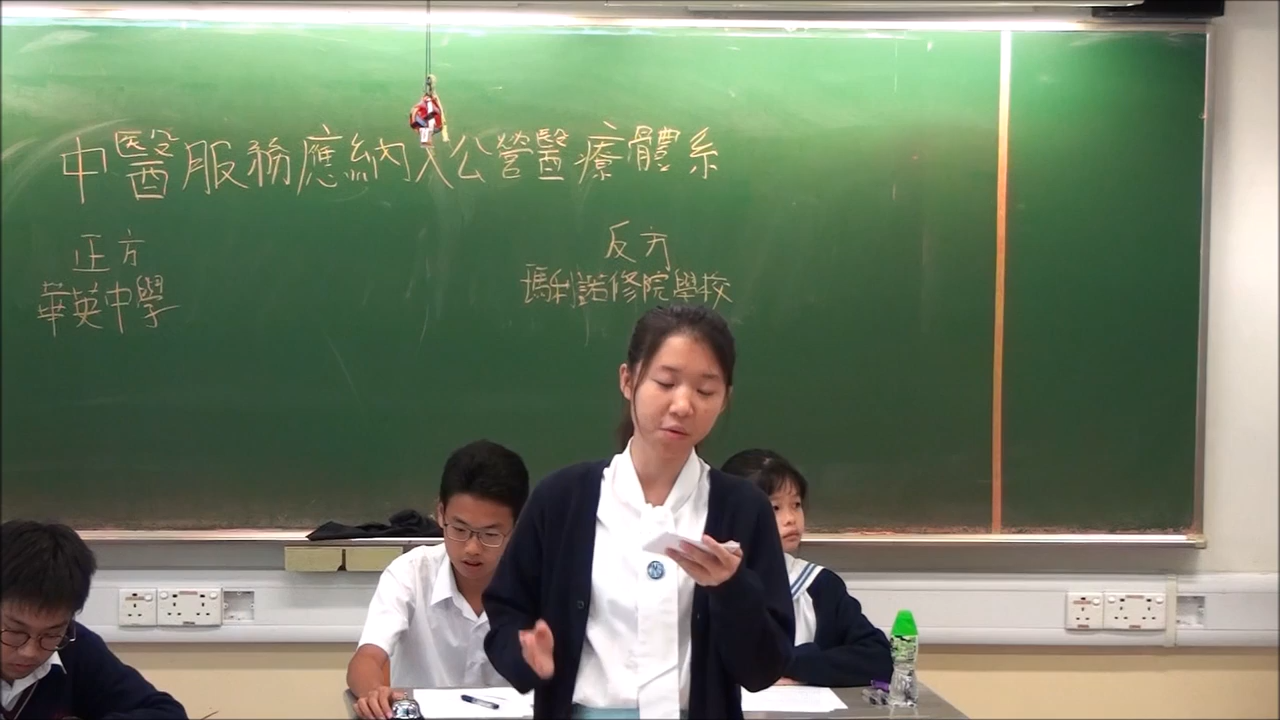 中醫服務應納入公營醫療體系
正方
華英中學
反方
瑪利諾修院學校